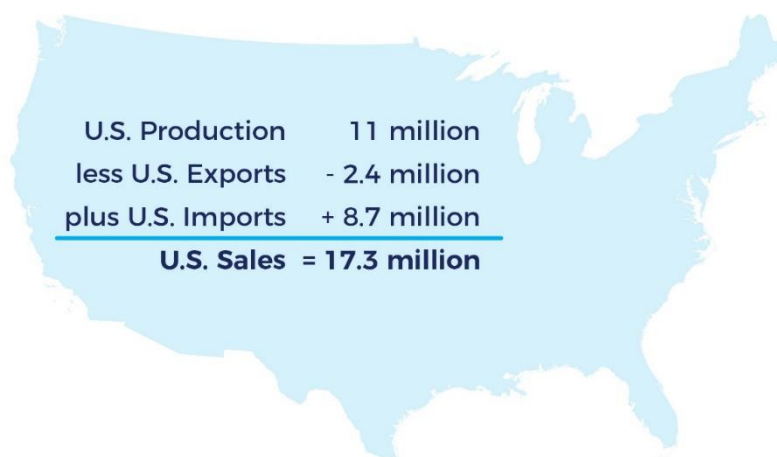 U.S. Production 11 million
less U.S. Exports - 2.4 million
plus U.S. Imports + 8.7 million
U.S. Sales = 17.3 million